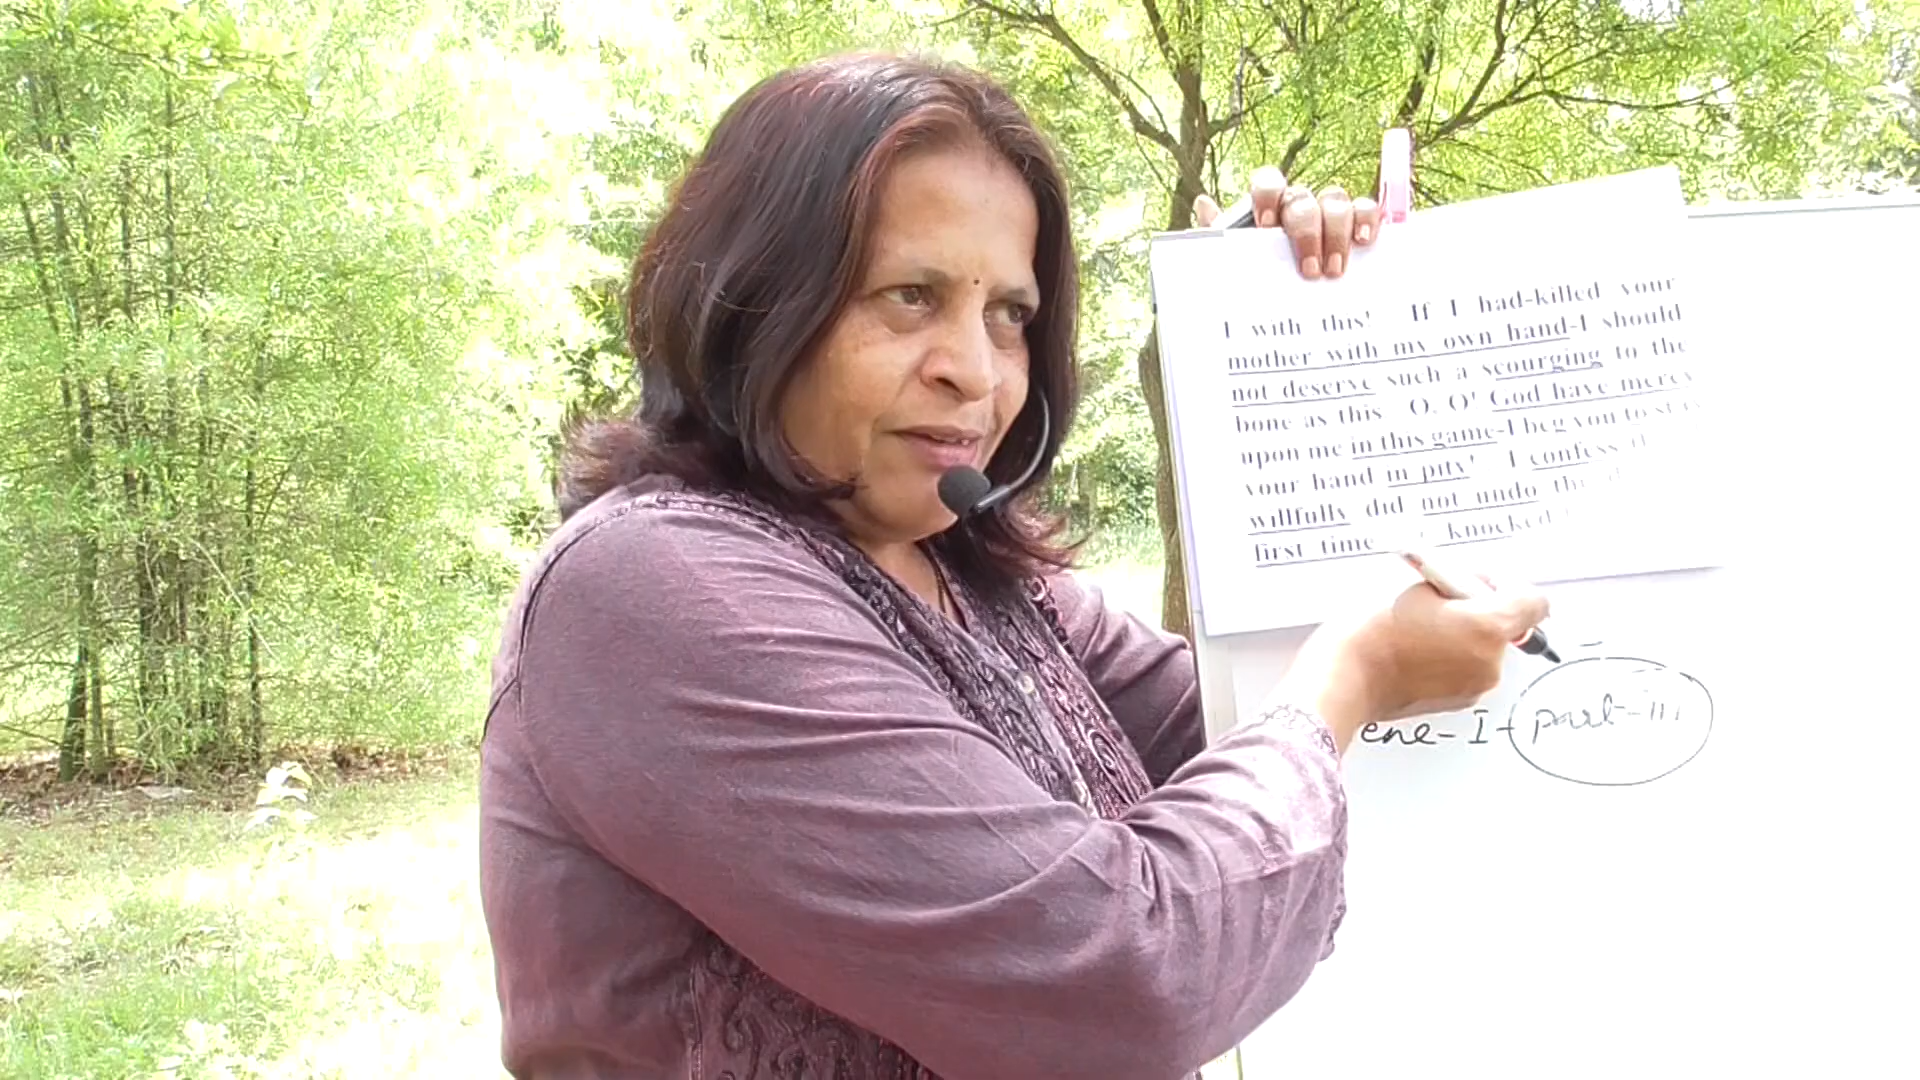 I with this! If I had-killed your
mother with my own hand-I should
not deserve such a scourging to the
bone as this. O, O! God have mercy
upon me in this game-I beg you to stay
your hand in pity! I confess
willfully did not undo the
first time knocked
ene-I-part-III